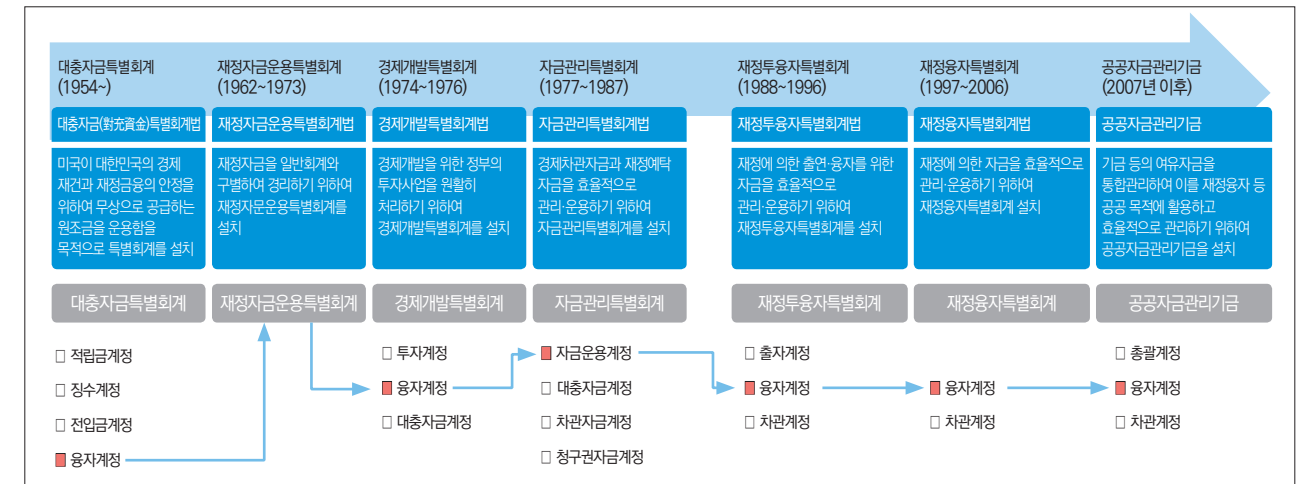 대충자금특별회계
(1954~)
재정자금운용특별회계
(1962~1973)
경제개발특별회계
(1974~1976)
자금관리특별회계
(1977~1987)
재정투융자특별회계
(1988~1996)
재정융자특별회계
(1997~2006)
공공자금관리기금
(2007년 이후)
대충자금(對充資金)특별회계법
재정자금운용특별회계법
경제개발특별회계법
자금관리특별회계법
재정투융자특별회계법
재정융자특별회계법
공공자금관리기금
미국이 대한민국의 경제
재건과 재정금융의 안정을
위하여 무상으로 공급하는
원조금을 운용함을
목적으로 특별회계를 설치
재정자금을 일반회계와
구별하여 경리하기 위하여
재정자문운용특별회계를
설치
경제개발을 위한 정부의
투자사업을 원활히
처리하기 위하여
경제개발특별회계를 설치
경제차관자금과 재정예탁
자금을 효율적으로
관리·운용하기 위하여
자금관리특별회계를 설치
재정에 의한 출연·융자를 위한
자금을 효율적으로
관리·운용하기 위하여
재정투융자특별회계를 설치
재정에 의한 자금을 효율적으로
관리·운용하기 위하여
재정융자특별회계 설치
기금 등의 여유자금을
통합관리하여 이를 재정융자 등
공공 목적에 활용하고
효율적으로 관리하기 위하여
공공자금관리기금을 설치
대충자금특별회계
재정자금운용특별회계
경제개발특별회계
자금관리특별회계
재정투융자특별회계
재정융자특별회계
공공자금관리기금
□ 적립금계정
□ 징수계정
□ 전입금계정
■ 융자계정
□ 투자계정
■ 융자계정
□ 대충자금계정
■ 자금운용계정
□ 대충자금계정
□ 차관자금계정
□ 청구권자금계정
□ 출자계정
■ 융자계정
□ 차관계정
■ 융자계정
□ 차관계정
□ 총괄계정
■ 융자계정
□ 차관계정